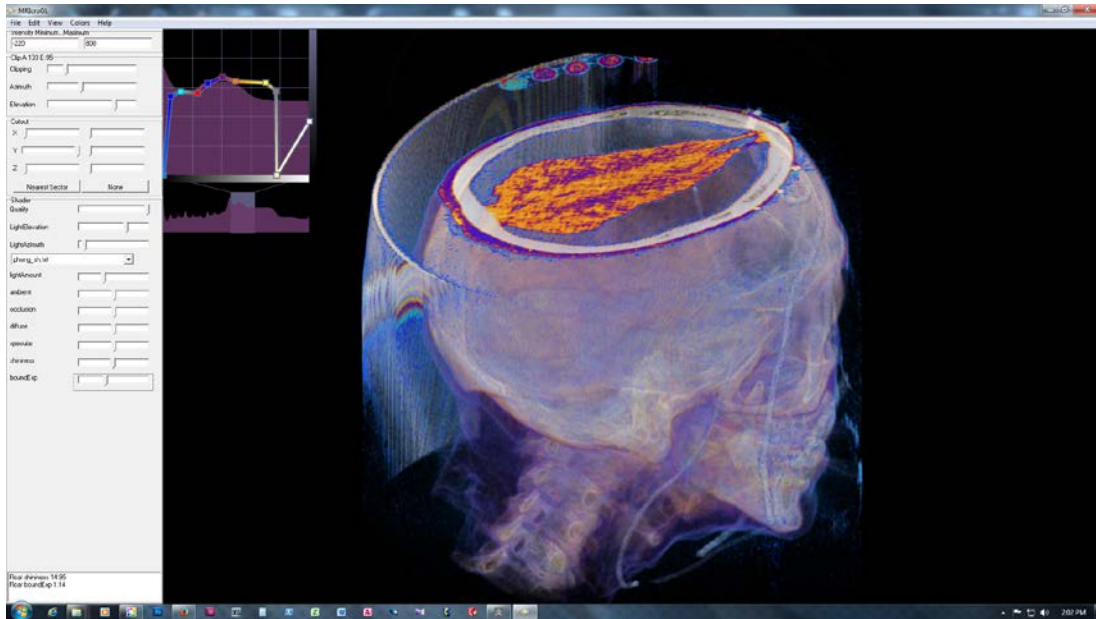 MRIcroGL
File Edit View Colors Help
Intensity Minimum...Maximum
-220 800
Clip A:133 E:95
Clipping
Azimuth
Elevation
Cutout
X
Y
Z
Nearest Sector None
Shader
Quality
LightElevation
LightAzimuth
phong_sh.txt
lightAmount
ambient
occlusion
diffuse
specular
shininess
boundExp
Float shininess 14.95
Float boundExp 1.14
2:02 PM